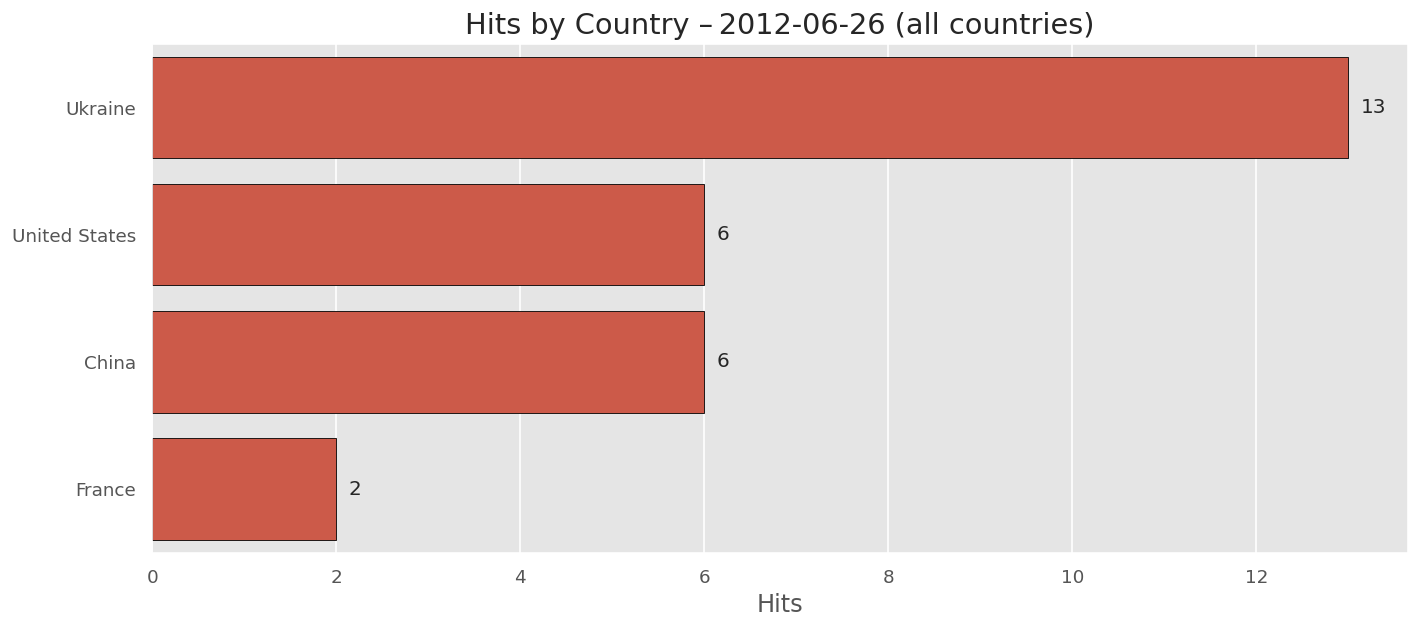 Hits by Country – 2012-06-26 (all countries)
Ukraine
13
United States
6
China
6
France
2
0 2 4 6 8 10 12
Hits